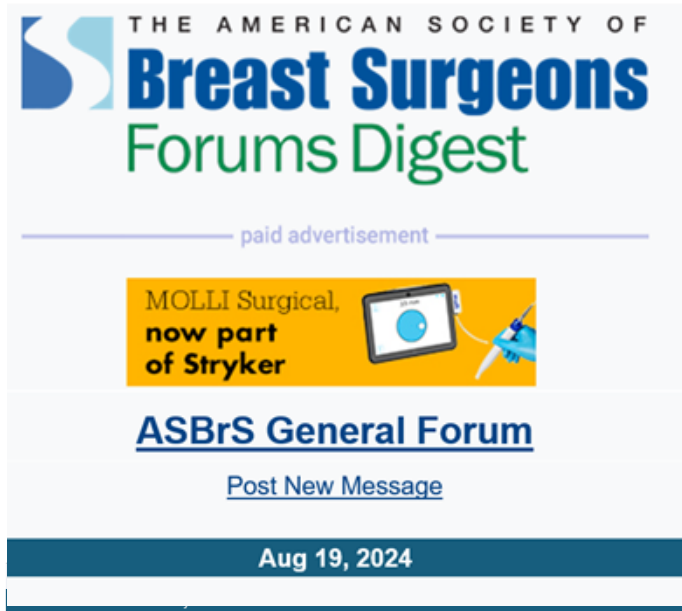 THE AMERICAN SOCIETY OF
Breast Surgeons
Forums Digest
paid advertisement
MOLLI Surgical,
now part
of Stryker
ASBrS General Forum
Post New Message
Aug 19, 2024